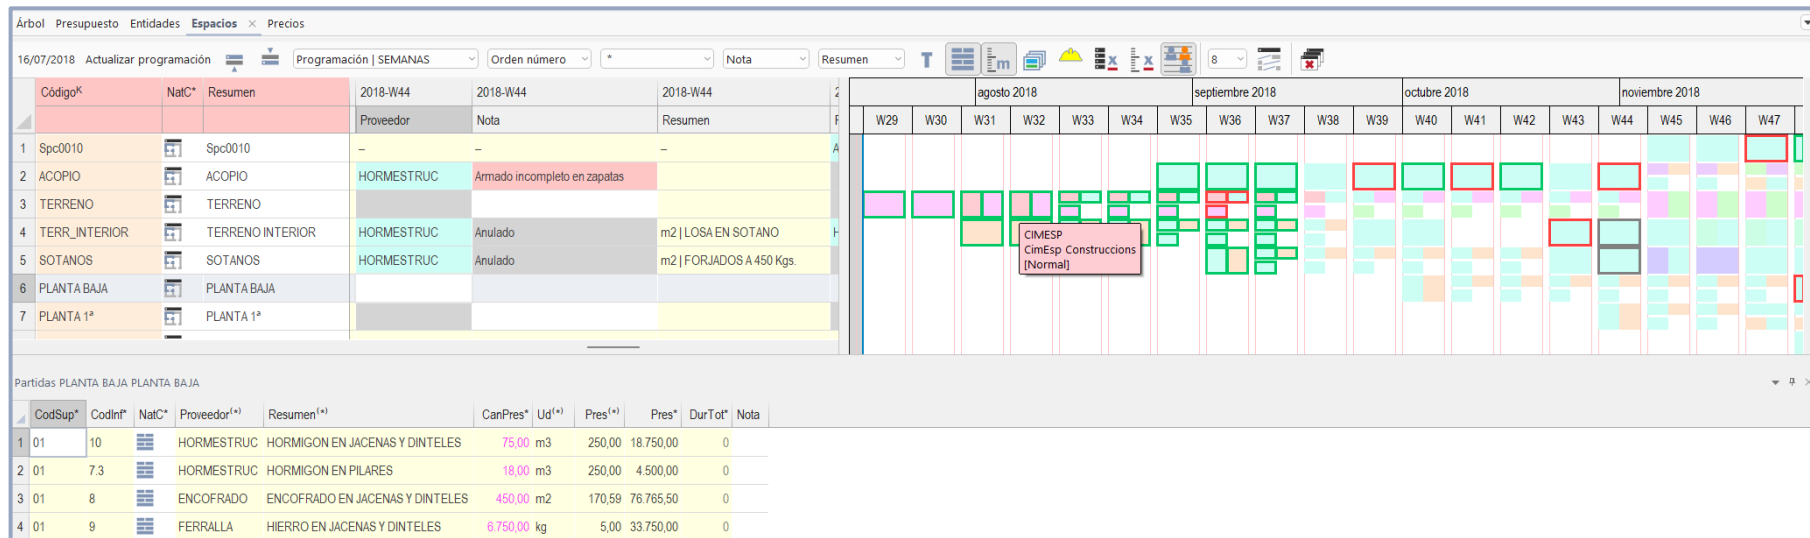 Árbol Presupuesto Entidades Espacios × Precios
16/07/2018 Actualizar programación Programación | SEMANAS Orden número * Nota Resumen T m x x 8
CódigoK NatC* Resumen 2018-W44 2018-W44 2018-W44 2 agosto 2018 septiembre 2018 octubre 2018 noviembre 2018
Proveedor Nota Resumen F W29 W30 W31 W32 W33 W34 W35 W36 W37 W38 W39 W40 W41 W42 W43 W44 W45 W46 W47
1 Spc0010 Spc0010 – – – A
2 ACOPIO ACOPIO HORMESTRUC Armado incompleto en zapatas
3 TERRENO TERRENO
4 TERR_INTERIOR TERRENO INTERIOR HORMESTRUC Anulado m2 | LOSA EN SOTANO H
5 SOTANOS SOTANOS HORMESTRUC Anulado m2 | FORJADOS A 450 Kgs.
6 PLANTA BAJA PLANTA BAJA
7 PLANTA 1ª PLANTA 1ª
CIMESP
CimEsp Construccions
[Normal]
Partidas PLANTA BAJA PLANTA BAJA
CodSup* CodInf* NatC* Proveedor(*) Resumen(*) CanPres* Ud(*) Pres(*) Pres* DurTot* Nota
1 01 10 HORMESTRUC HORMIGON EN JACENAS Y DINTELES 75,00 m3 250,00 18.750,00 0
2 01 7.3 HORMESTRUC HORMIGON EN PILARES 18,00 m3 250,00 4.500,00 0
3 01 8 ENCOFRADO ENCOFRADO EN JACENAS Y DINTELES 450,00 m2 170,59 76.765,50 0
4 01 9 FERRALLA HIERRO EN JACENAS Y DINTELES 6.750,00 kg 5,00 33.750,00 0